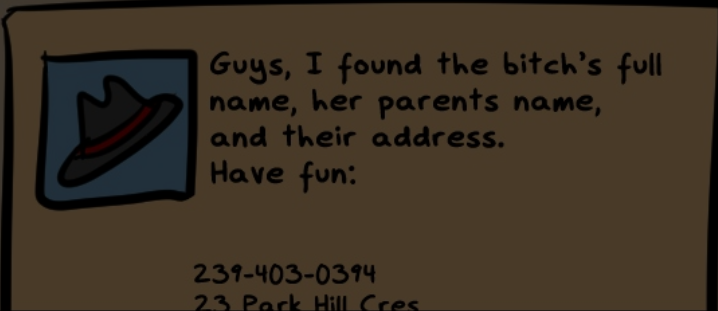 Guys, I found the bitch's full
name, her parents name,
and their address.
Have fun:
239-403-0394
23 Park Hill Cres